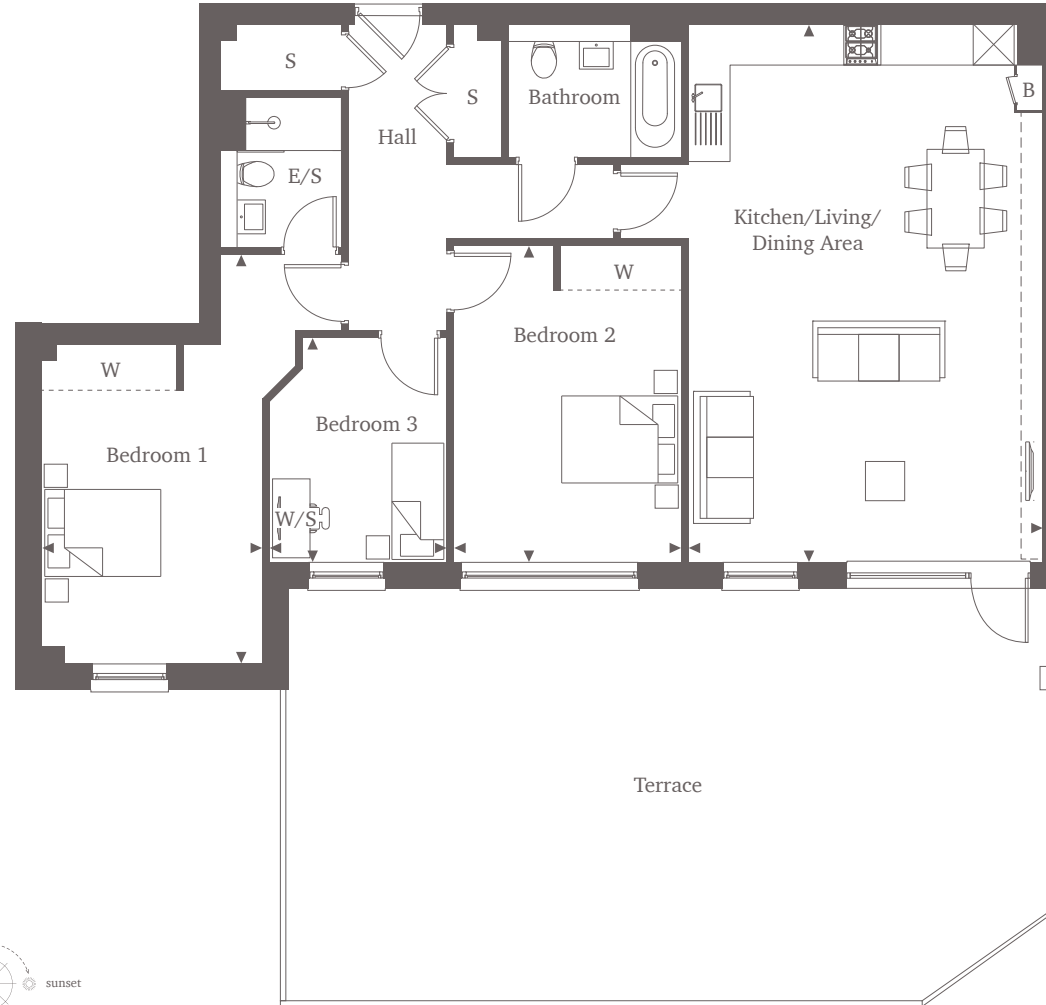 S
S
Bathroom
B
Hall
E/S
Kitchen/Living/
Dining Area
W
Bedroom 2
W
Bedroom 3
Bedroom 1
W/S
Terrace
sunset